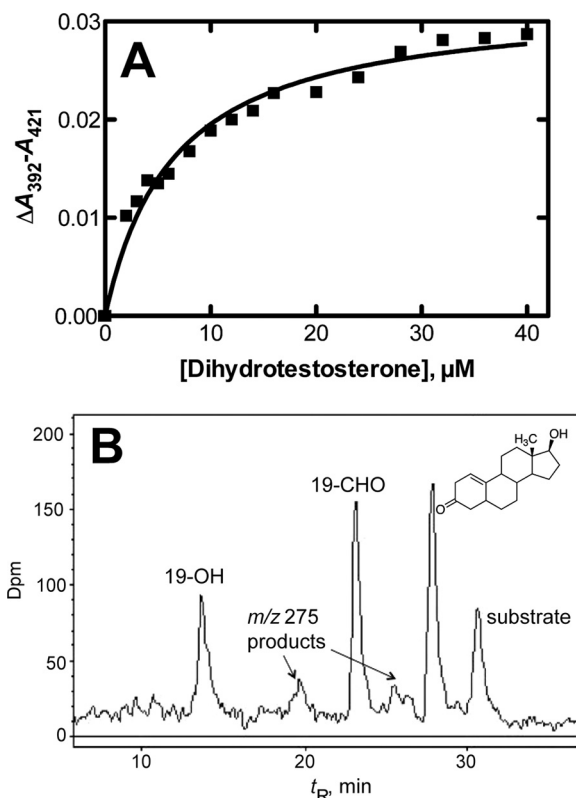 A
0.03
0.02
0.01
0.00
ΔA392-A421
0 10 20 30 40
[Dihydrotestosterone], µM
B
200
150
100
50
0
Dpm
19-OH
m/z 275
products
19-CHO
H₃C OH
O
substrate
10 20 30
tR, min